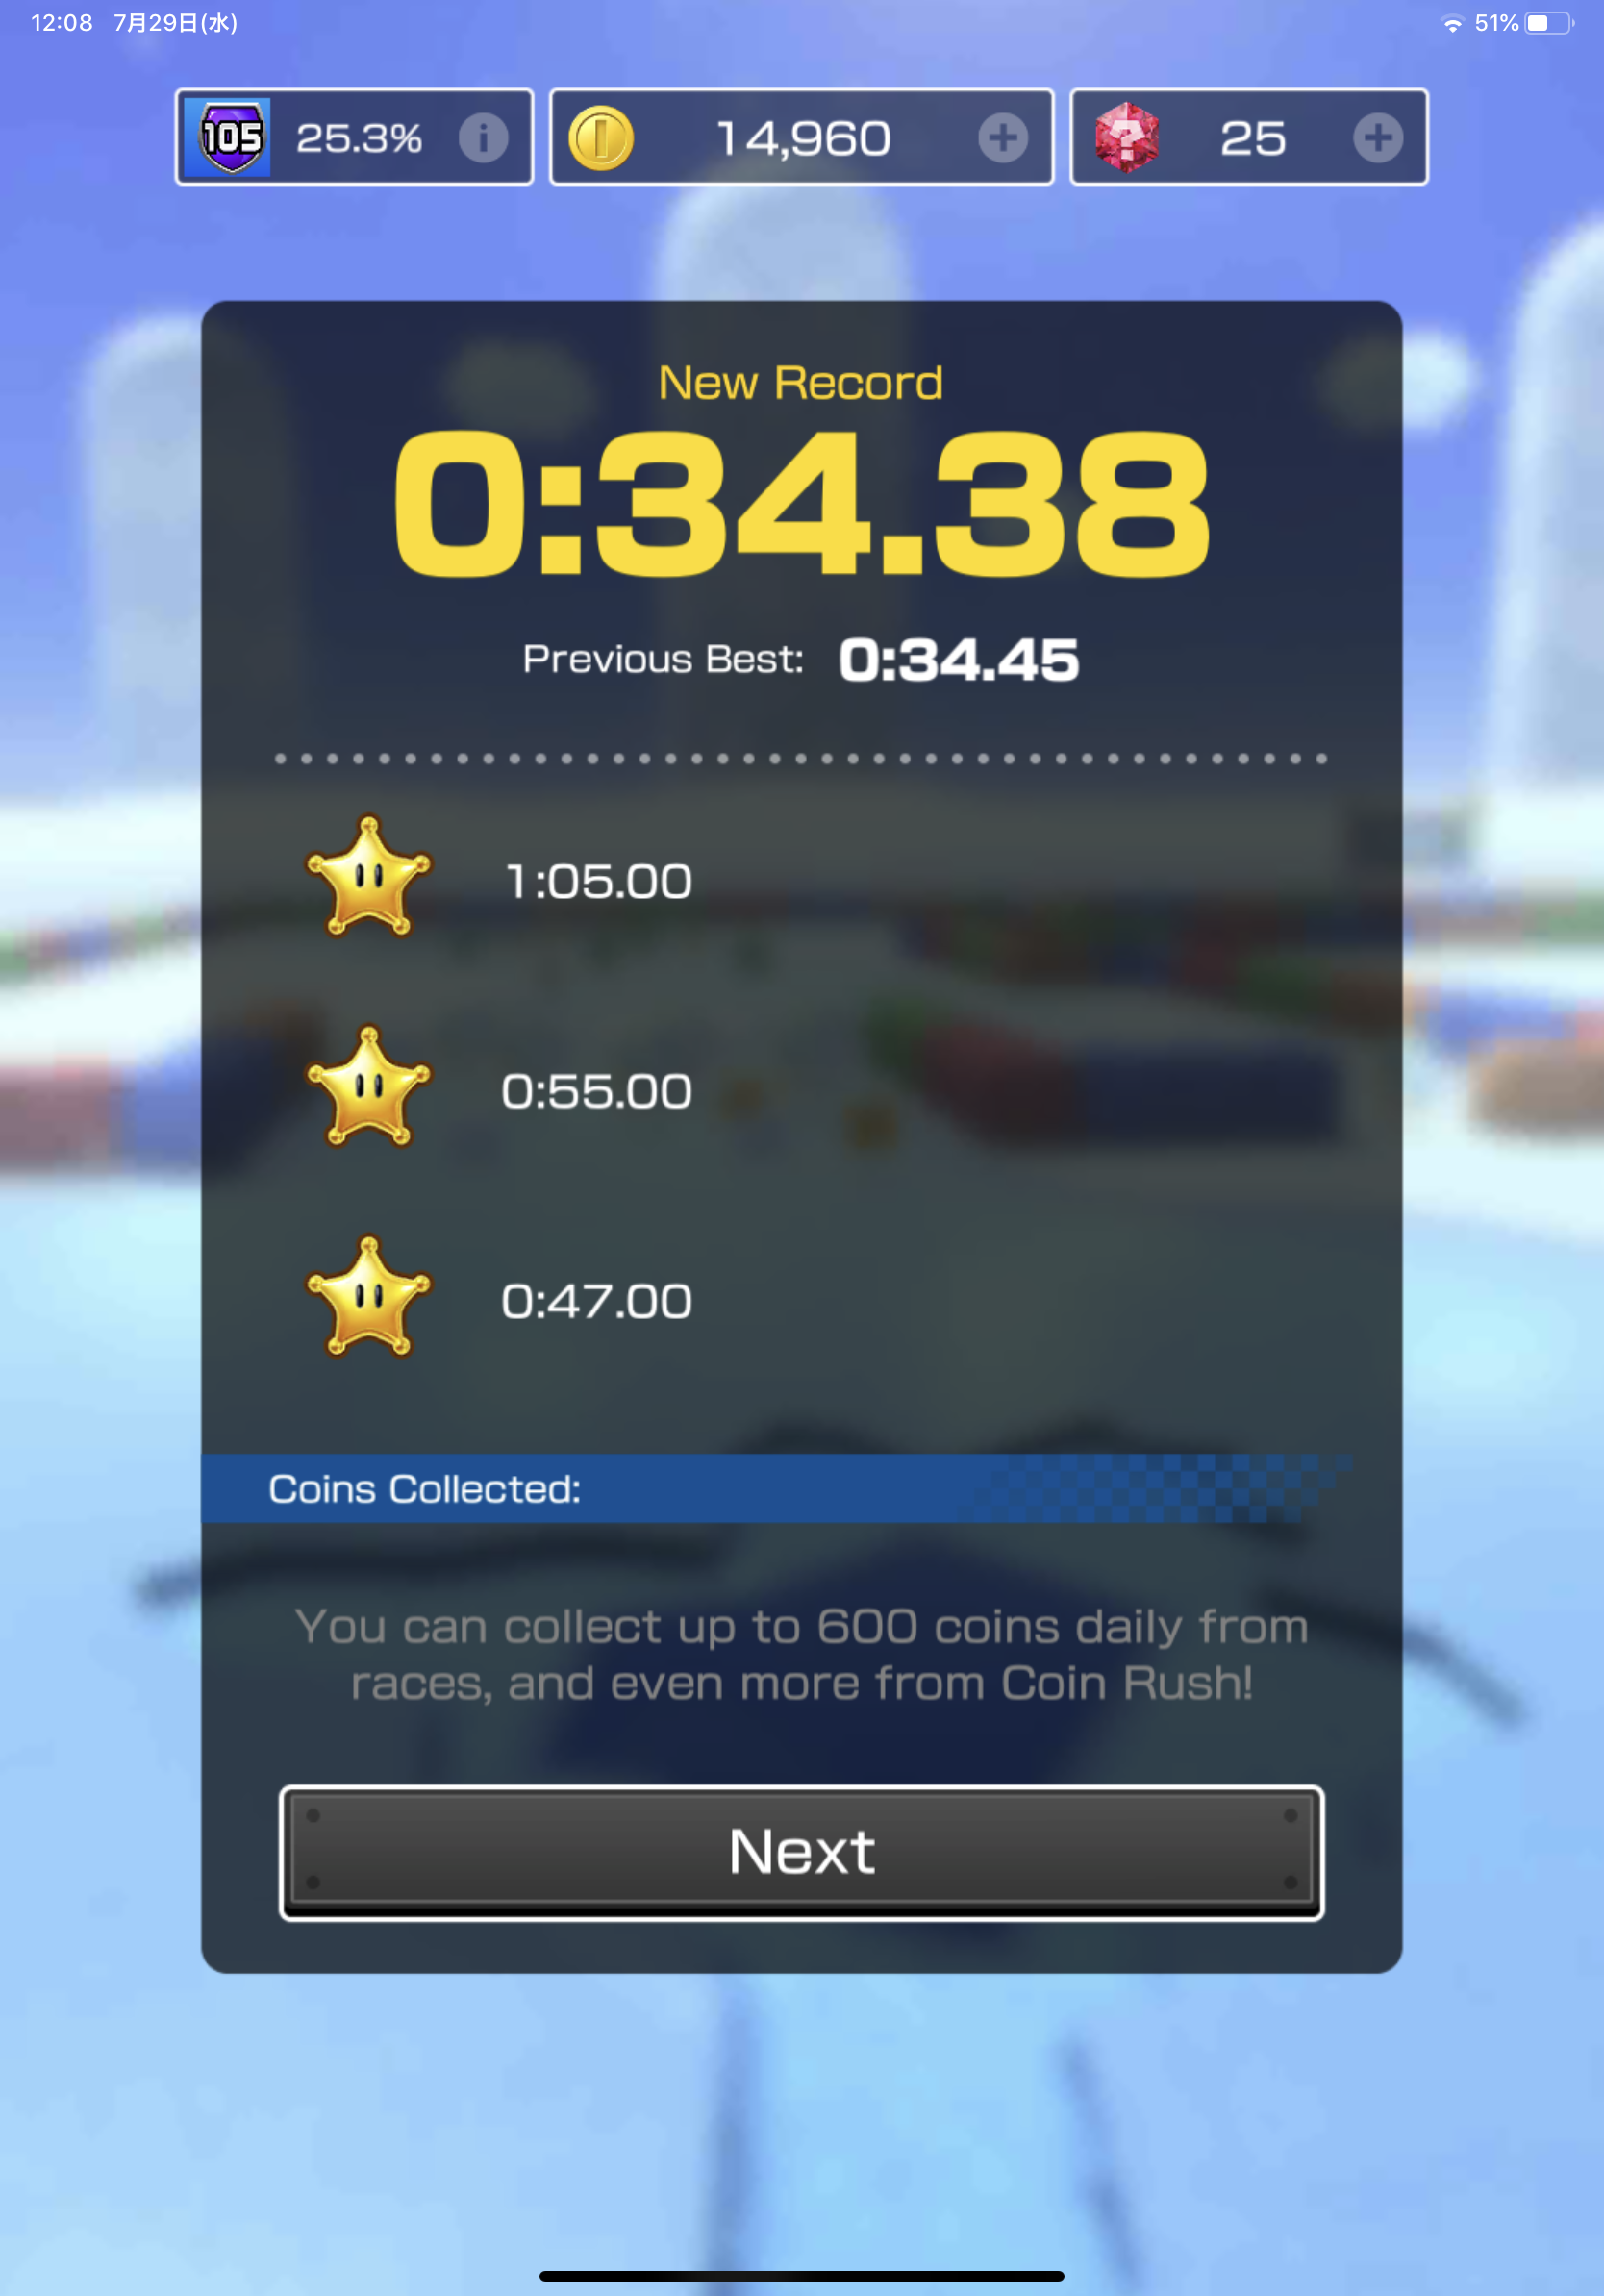 12:08 7月29日(水)
51%
105 25.3% i
14,960 +
? 25 +
New Record
0:34.38
Previous Best: 0:34.45
1:05.00
0:55.00
0:47.00
Coins Collected:
You can collect up to 600 coins daily from
races, and even more from Coin Rush!
Next